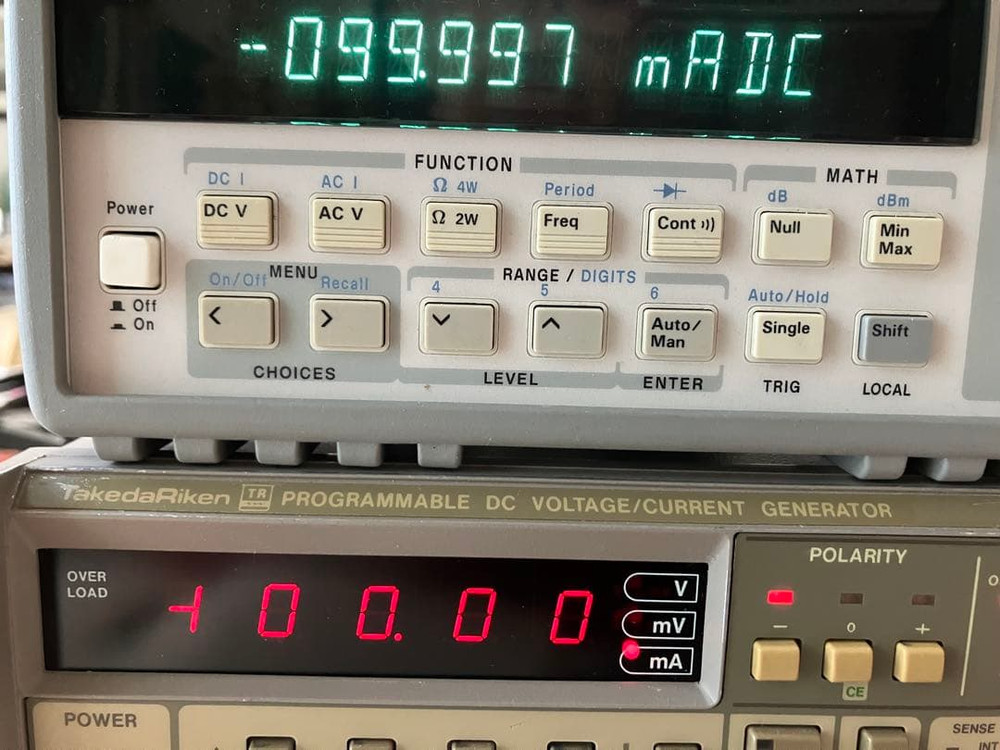 -099.997 mADC
FUNCTION
MATH
DC I AC I Ω 4W Period dB dBm
Power DC V AC V Ω 2W Freq Cont Null Min Max
MENU RANGE / DIGITS
On/Off Recall 4 5 6 Auto/Hold
Off
On
< > Auto/ Man Single Shift
CHOICES LEVEL ENTER TRIG LOCAL
TakedaRiken TR PROGRAMMABLE DC VOLTAGE/CURRENT GENERATOR
POLARITY
OVER
LOAD
-100.00
V
mV
mA
- 0 +
CE
POWER
SENSE
INT